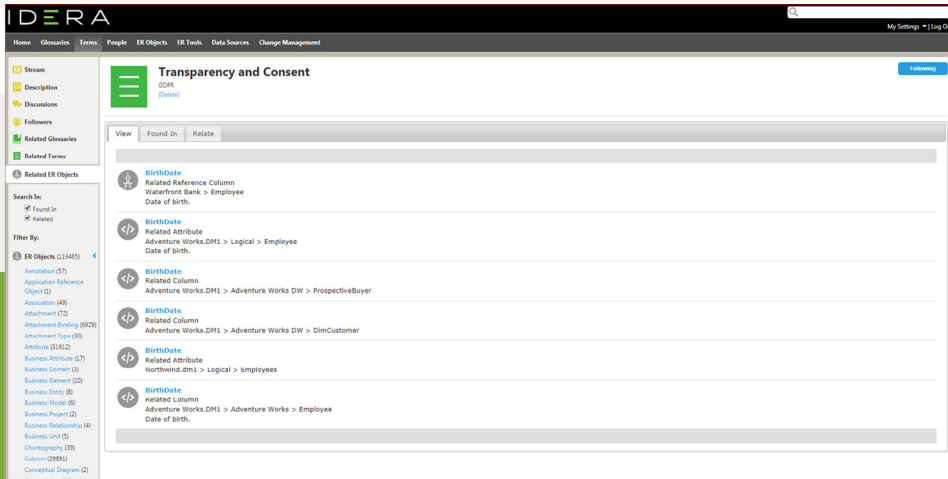 IDERA
My Settings | Log O
Home Glossaries Terms People ER Objects ER Tools Data Sources Change Management
Stream
Description
Discussions
Followers
Related Glossaries
Related Terms
Related ER Objects
Search In:
Found In
Related
Filter By:
ER Objects (119465)
Annotation (57)
Application Reference
Object (1)
Association (49)
Attachment (72)
Attachment Binding (6929)
Attachment Type (30)
Attribute (31912)
Business Attribute (17)
Business Domain (3)
Business Element (10)
Business Entity (8)
Business Model (6)
Business Project (2)
Business Relationship (4)
Business Unit (5)
Choreography (39)
Column (29891)
Conceptual Diagram (2)
Transparency and Consent
GDPR
[Delete]
Following
View Found In Relate
BirthDate
Related Reference Column
Waterfront Bank > Employee
Date of birth.
BirthDate
Related Attribute
Adventure Works.DM1 > Logical > Employee
Date of birth.
BirthDate
Related Column
Adventure Works.DM1 > Adventure Works DW > ProspectiveBuyer
BirthDate
Related Column
Adventure Works.DM1 > Adventure Works DW > DimCustomer
BirthDate
Related Attribute
Northwind.dm1 > Logical > Employees
BirthDate
Related Column
Adventure Works.DM1 > Adventure Works > Employee
Date of birth.